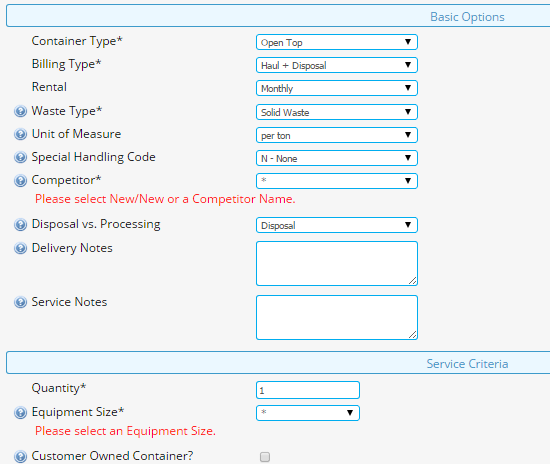 Basic Options
Container Type* Open Top
Billing Type* Haul + Disposal
Rental Monthly
Waste Type* Solid Waste
Unit of Measure per ton
Special Handling Code N - None
Competitor* *
Please select New/New or a Competitor Name.
Disposal vs. Processing Disposal
Delivery Notes
Service Notes
Service Criteria
Quantity* 1
Equipment Size* *
Please select an Equipment Size.
Customer Owned Container?